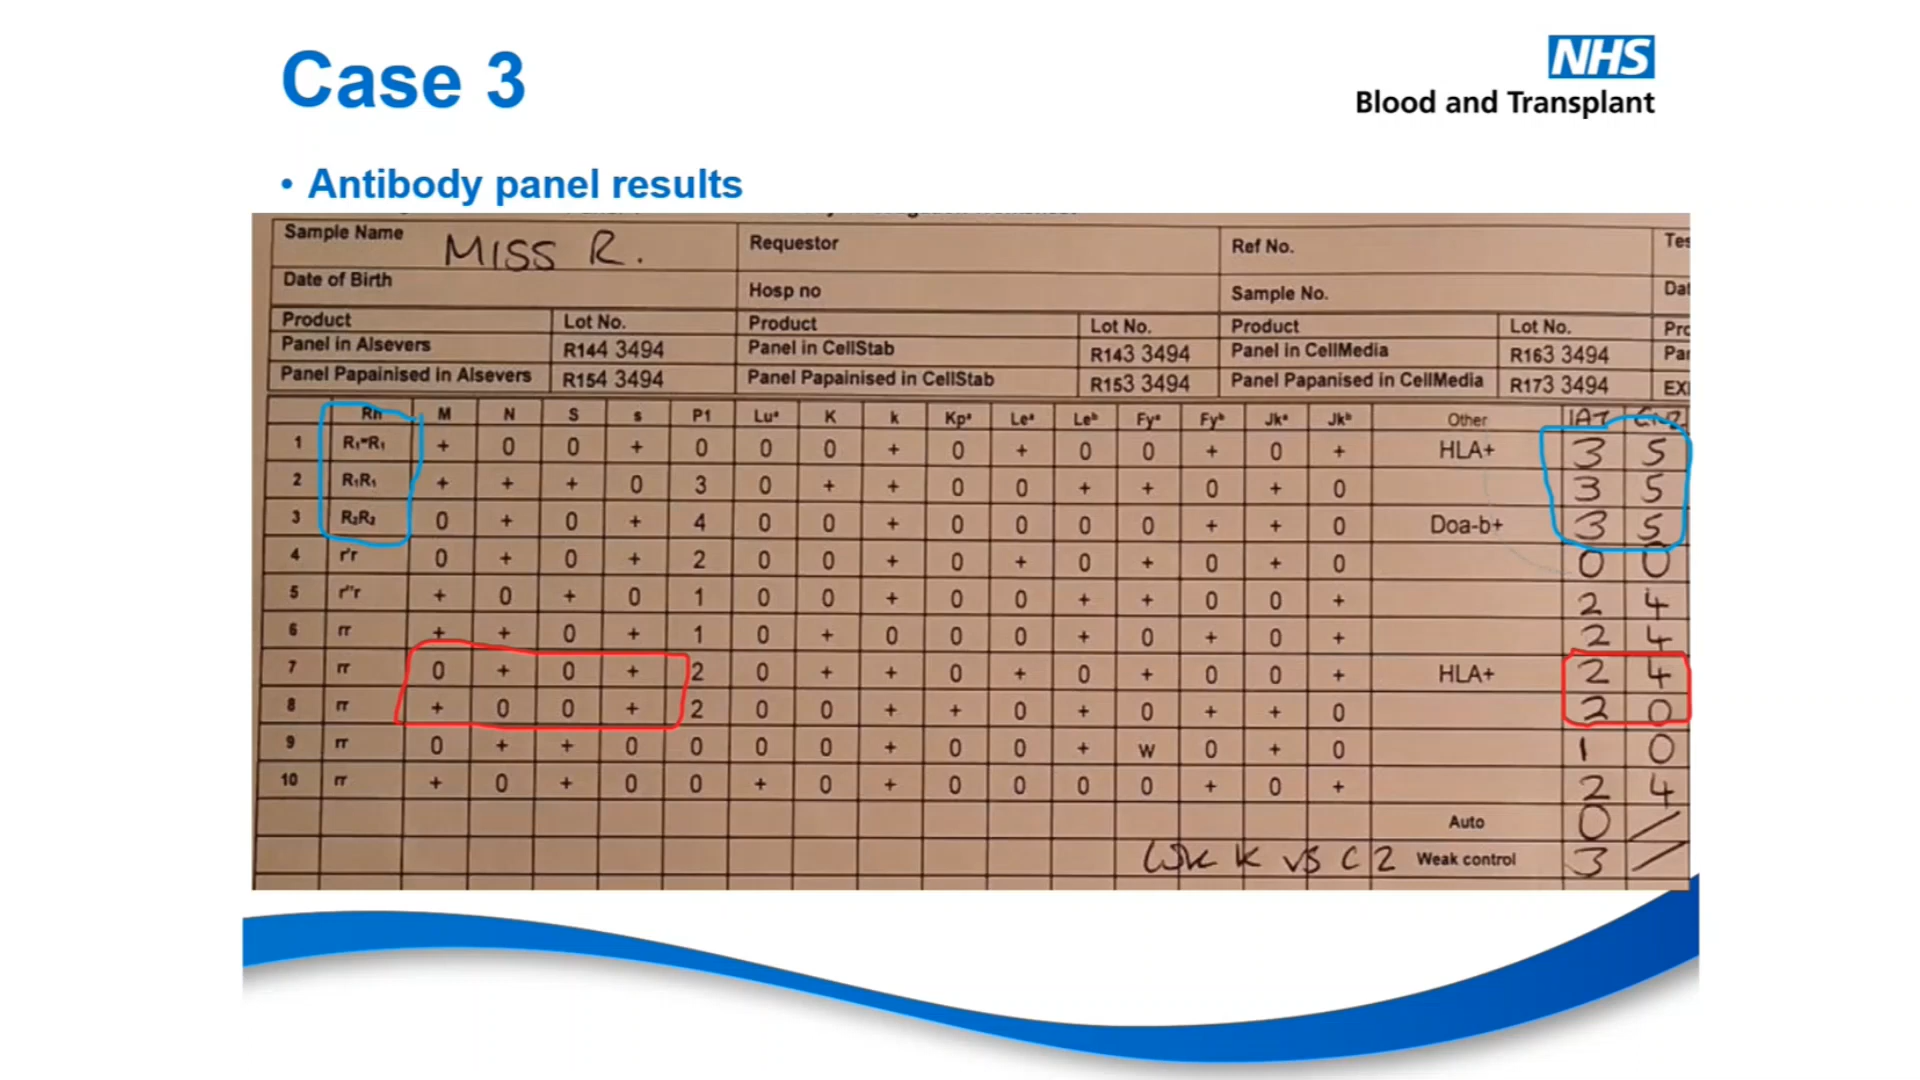 Case 3
NHS
Blood and Transplant
• Antibody panel results
Sample Name MISS R. Requestor Ref No. Tes
Date of Birth Hosp no Sample No. Dat
Product Lot No. Product Lot No. Product Lot No. Pro
Panel in Alsevers R144 3494 Panel in CellStab R143 3494 Panel in CellMedia R163 3494 Par
Panel Papainised in Alsevers R154 3494 Panel Papainised in CellStab R153 3494 Panel Papanised in CellMedia R173 3494 EXI
Rh M N S s P1 Luᵃ K k Kpᵃ Leᵃ Leᵇ Fyᵃ Fyᵇ Jkᵃ Jkᵇ Other IAT
1 R₁ʷR₁ + 0 0 + 0 0 0 + 0 + 0 0 + 0 + HLA+ 3 5
2 R₁R₁ + + + 0 3 0 + + 0 0 + + 0 + 0 3 5
3 R₂R₂ 0 + 0 + 4 0 0 + 0 0 0 0 + + 0 Doa-b+ 3 5
4 r'r 0 + 0 + 2 0 0 + 0 + 0 + 0 + 0 0 0
5 r"r + 0 + 0 1 0 0 + 0 0 + + 0 0 + 2 4
6 rr + + 0 + 1 0 + 0 0 0 + 0 + 0 + 2 4
7 rr 0 + 0 + 2 0 + + 0 + 0 + 0 0 + HLA+ 2 4
8 rr + 0 0 + 2 0 0 + + 0 + 0 + + 0 2 0
9 rr 0 + + 0 0 0 0 + 0 0 + w 0 + 0 1 0
10 rr + 0 + 0 0 + 0 + 0 0 0 0 + 0 + 2 4
Auto 0 /
Wk K vs C2 Weak control 3 /